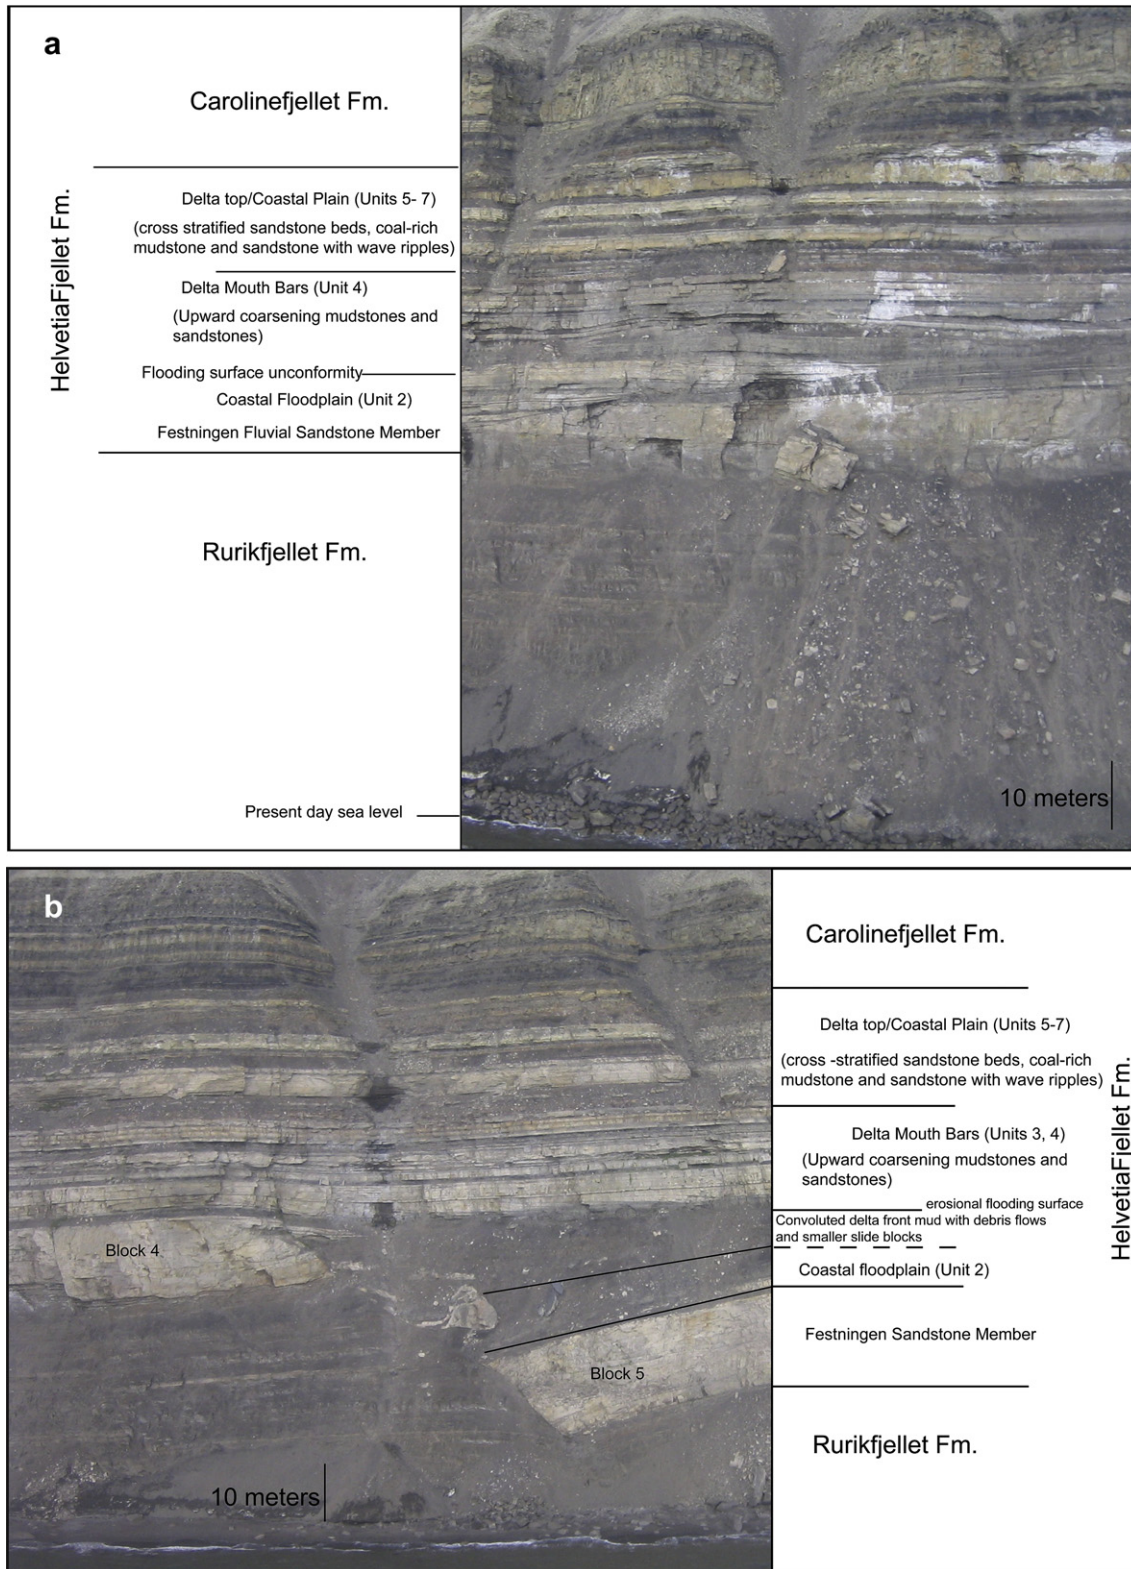 a
Carolinefjellet Fm.
HelvetiaFjellet Fm.
Delta top/Coastal Plain (Units 5- 7)
(cross stratified sandstone beds, coal-rich
mudstone and sandstone with wave ripples)
Delta Mouth Bars (Unit 4)
(Upward coarsening mudstones and
sandstones)
Flooding surface unconformity
Coastal Floodplain (Unit 2)
Festningen Fluvial Sandstone Member
Rurikfjellet Fm.
Present day sea level
10 meters
b
Block 4
Block 5
10 meters
Carolinefjellet Fm.
Delta top/Coastal Plain (Units 5-7)
(cross -stratified sandstone beds, coal-rich
mudstone and sandstone with wave ripples)
Delta Mouth Bars (Units 3, 4)
(Upward coarsening mudstones and
sandstones)
erosional flooding surface
Convoluted delta front mud with debris flows
and smaller slide blocks
Coastal floodplain (Unit 2)
Festningen Sandstone Member
HelvetiaFjellet Fm.
Rurikfjellet Fm.